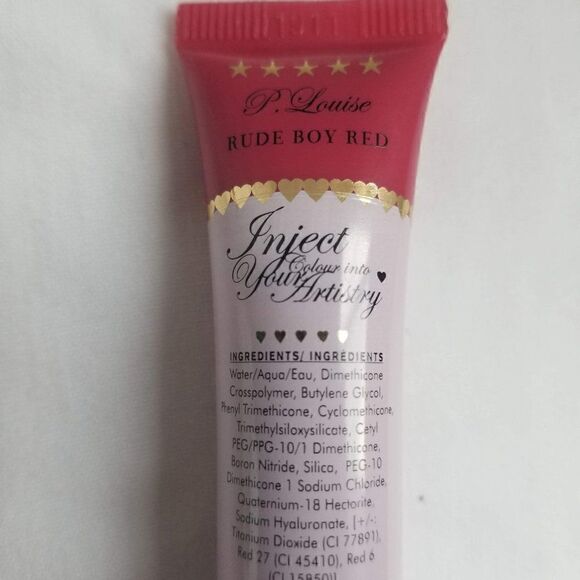 P. Louise
RUDE BOY RED
Inject
Colour into
Your Artistry
INGREDIENTS/ INGRÉDIENTS
Water/Aqua/Eau, Dimethicone
Crosspolymer, Butylene Glycol,
Phenyl Trimethicone, Cyclomethicone,
Trimethylsiloxysilicate, Cetyl
PEG/PPG-10/1 Dimethicone,
Boron Nitride, Silica, PEG-10
Dimethicone 1 Sodium Chloride,
Quaternium-18 Hectorite,
Sodium Hyaluronate, [+/-:
Titanium Dioxide (CI 77891),
Red 27 (CI 45410), Red 6
(CI 15850)]